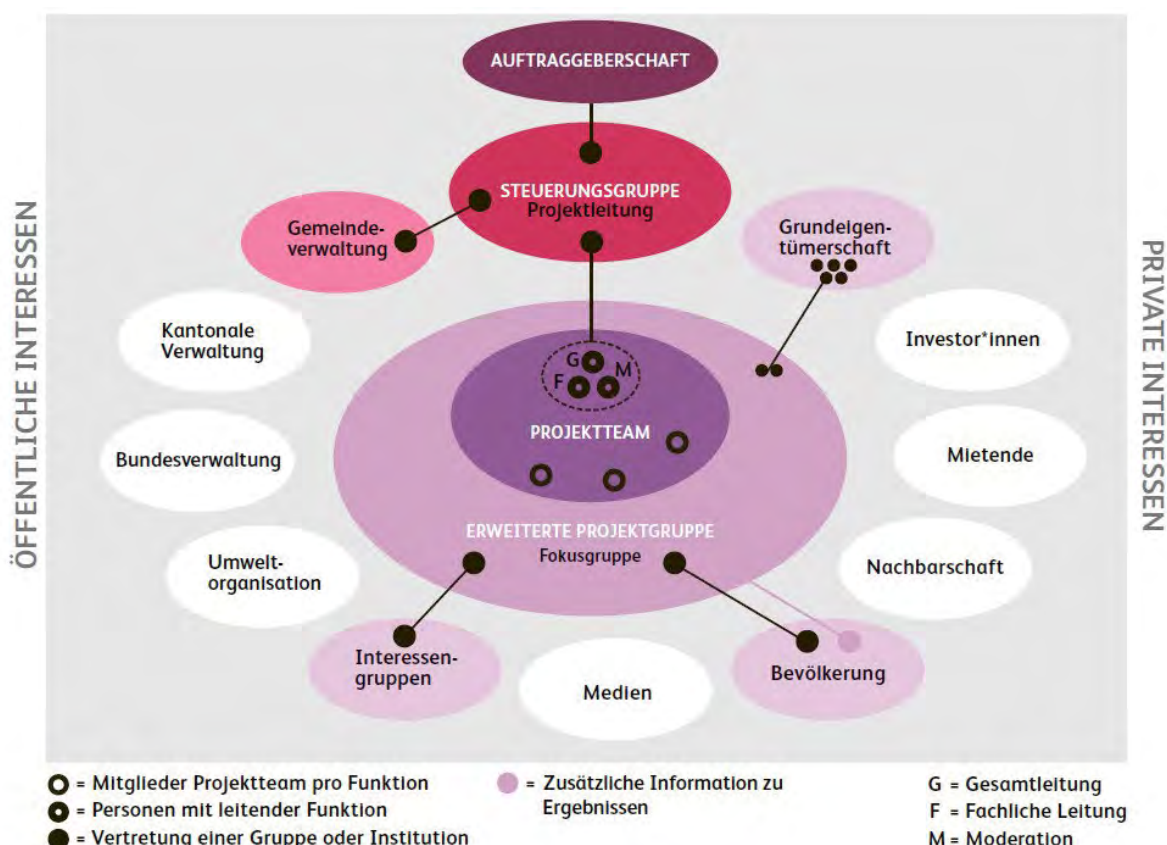 AUFTRAGGEBERSCHAFT
STEUERUNGSGRUPPE
Projektleitung
Gemeinde-
verwaltung
Grundeigen-
tümerschaft
ÖFFENTLICHE INTERESSEN
PRIVATE INTERESSEN
Kantonale
Verwaltung
Investor*innen
G
M
F
PROJEKTTEAM
Bundesverwaltung
Mietende
ERWEITERTE PROJEKTGRUPPE
Fokusgruppe
Umwelt-
organisation
Nachbarschaft
Interessen-
gruppen
Medien
Bevölkerung
= Mitglieder Projektteam pro Funktion
= Personen mit leitender Funktion
= Vertretung einer Gruppe oder Institution
= Zusätzliche Information zu
Ergebnissen
G = Gesamtleitung
F = Fachliche Leitung
M = Moderation